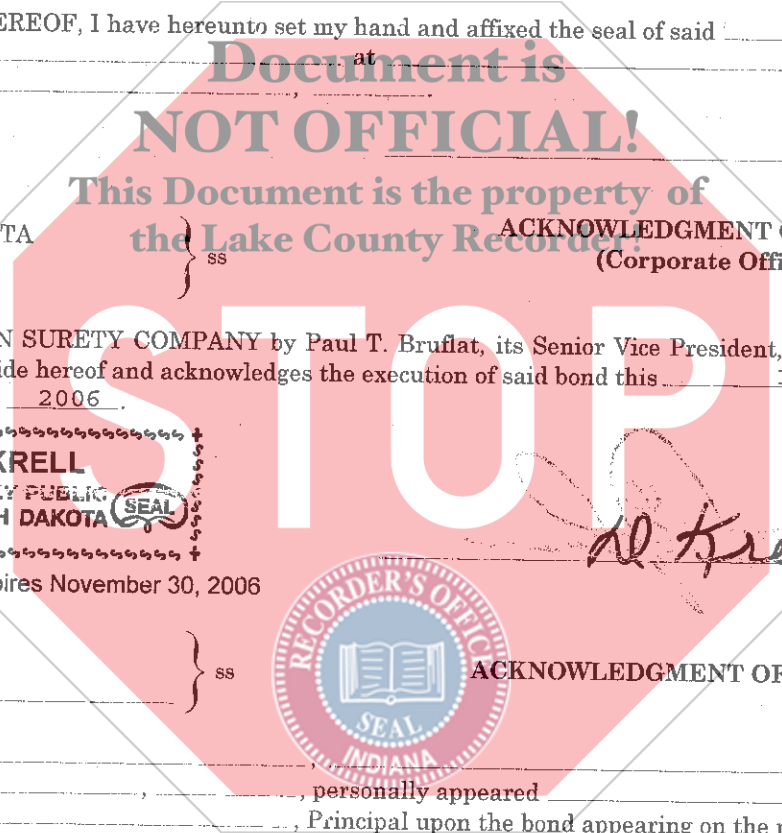 EREOF, I have hereunto set my hand and affixed the seal of said
Document is
at
NOT OFFICIAL!
This Document is the property of
TA
ss
ACKNOWLEDGMENT
the Lake County Recorder!
(Corporate Offi
STOP
N SURETY COMPANY by Paul T. Bruflat, its Senior Vice President,
ide hereof and acknowledges the execution of said bond this
2006
KRELL
Y PUBLIC
H DAKOTA SEAL
D Kre
ires November 30, 2006
RECORDER'S OFFICE
SEAL
INDIANA
ss
ACKNOWLEDGMENT OF
, personally appeared
, Principal upon the bond appearing on the